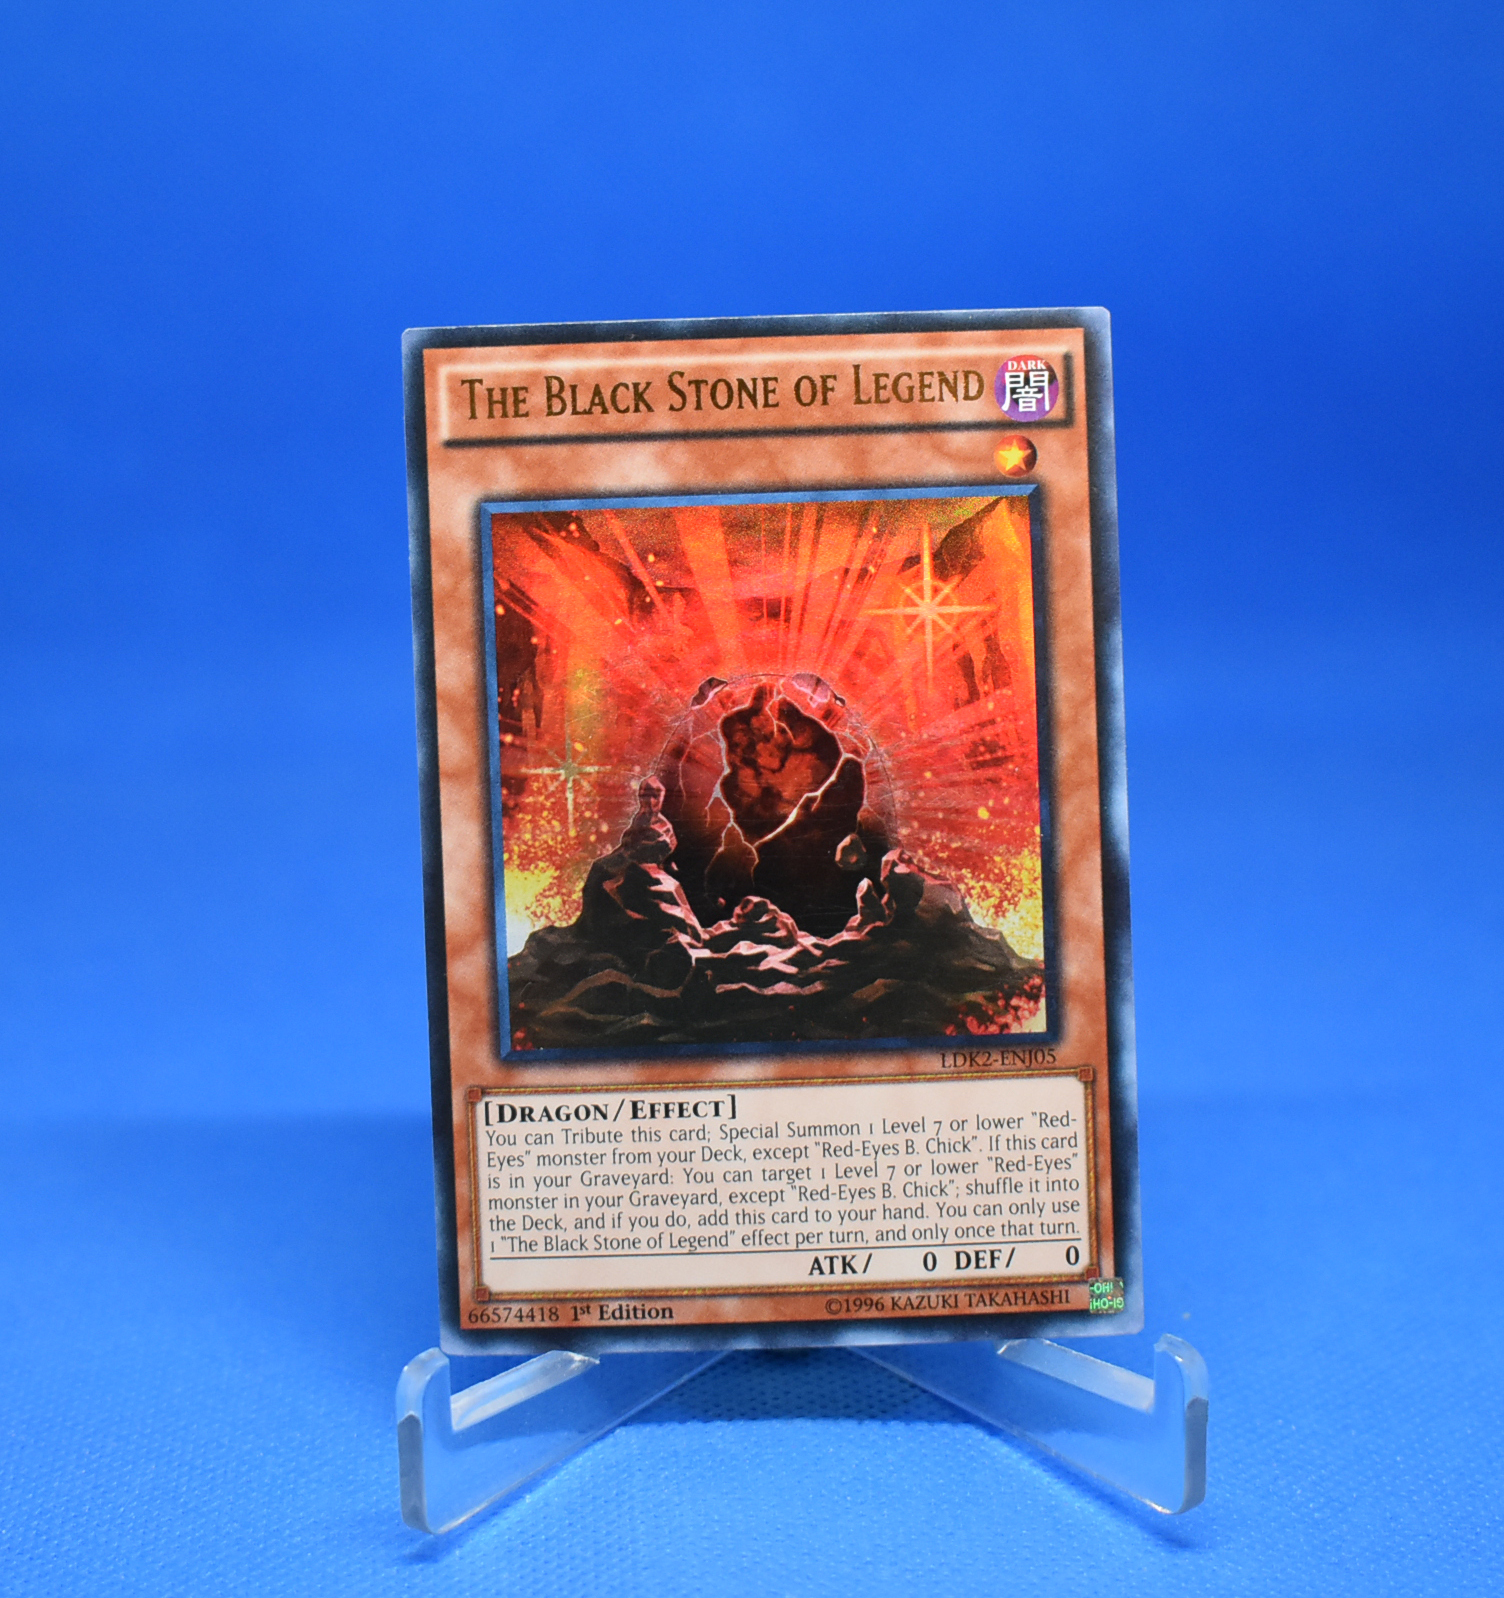 THE BLACK STONE OF LEGEND
DARK
闇
LDK2-ENJ05
[DRAGON/EFFECT]
You can Tribute this card; Special Summon 1 Level 7 or lower "Red-
Eyes" monster from your Deck, except "Red-Eyes B. Chick". If this card
is in your Graveyard: You can target 1 Level 7 or lower "Red-Eyes"
monster in your Graveyard, except "Red-Eyes B. Chick"; shuffle it into
the Deck, and if you do, add this card to your hand. You can only use
1 "The Black Stone of Legend" effect per turn, and only once that turn.
ATK/ 0 DEF/ 0
66574418 1st Edition ©1996 KAZUKI TAKAHASHI